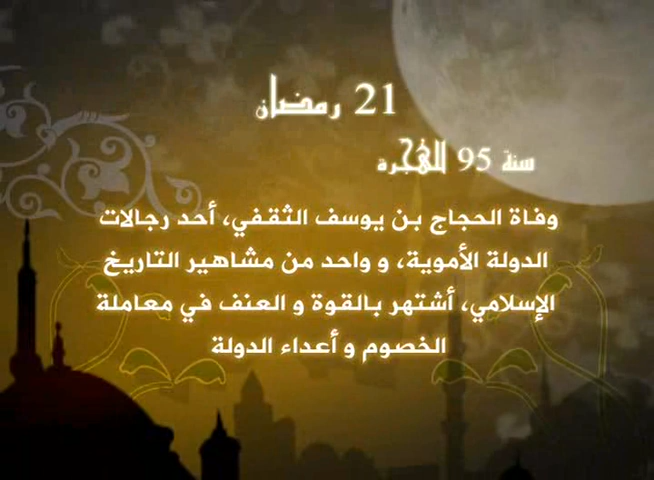 21 رمضان
سنة 95 للهجرة
وفاة الحجاج بن يوسف الثقفي، أحد رجالات
الدولة الأموية، و واحد من مشاهير التاريخ
الإسلامي، أشتهر بالقوة و العنف في معاملة
الخصوم و أعداء الدولة